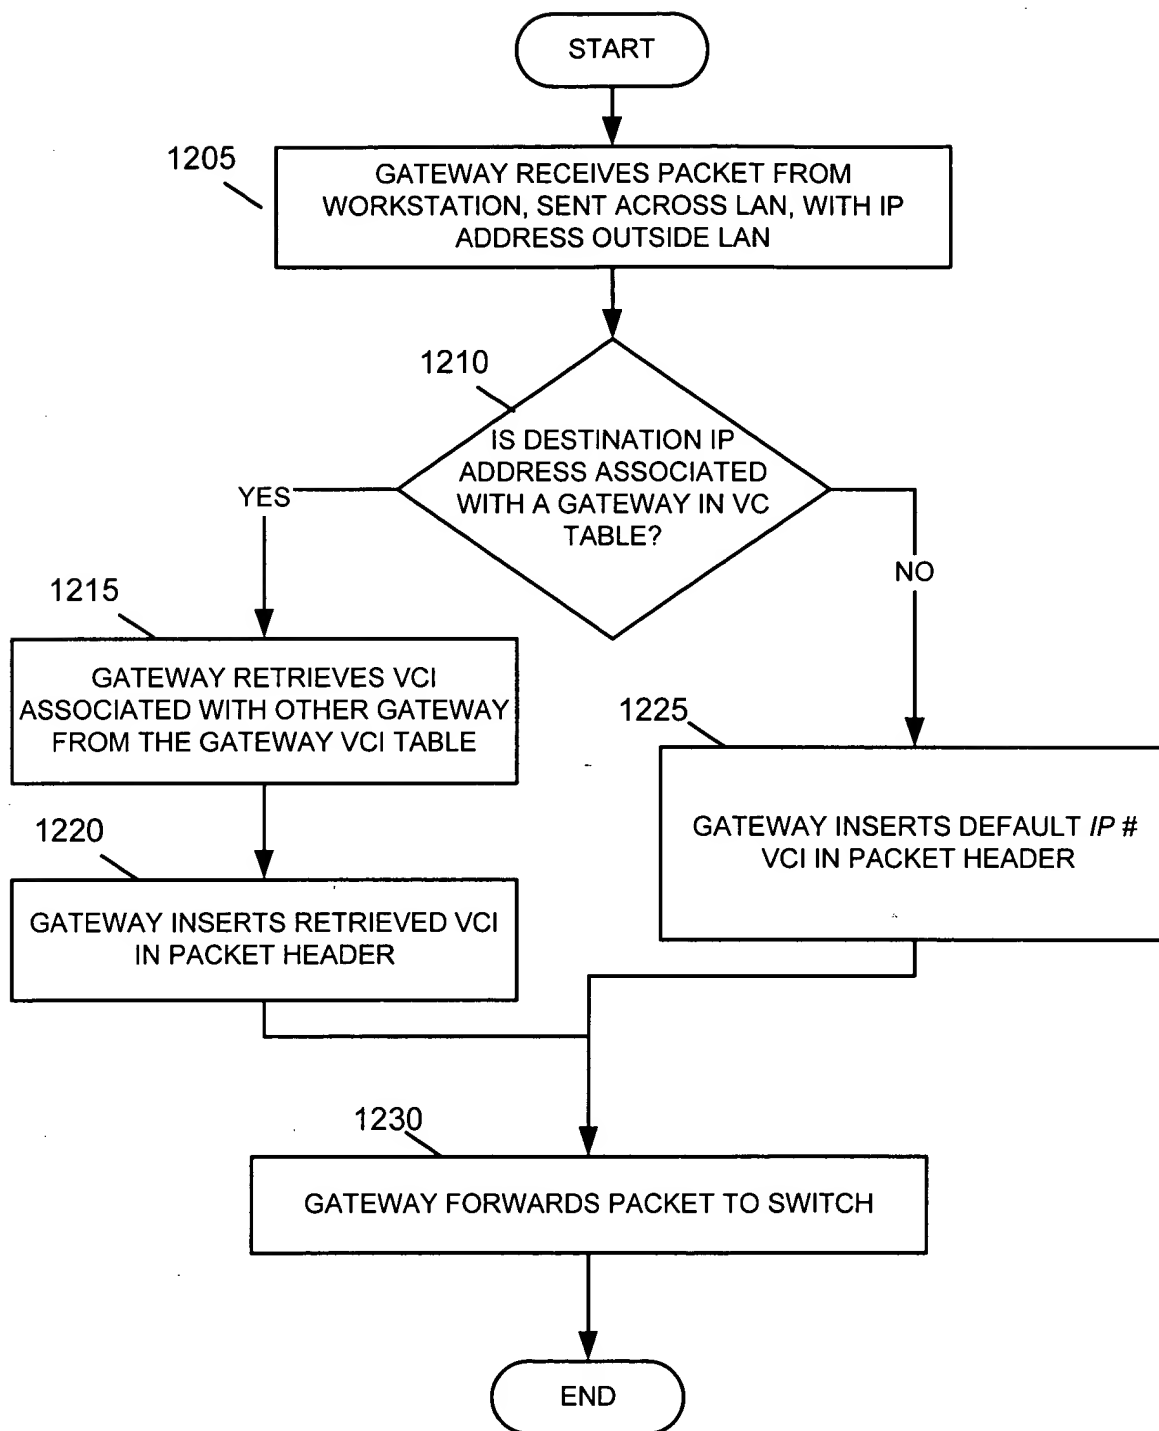 START
1205
GATEWAY RECEIVES PACKET FROM
WORKSTATION, SENT ACROSS LAN, WITH IP
ADDRESS OUTSIDE LAN
1210
IS DESTINATION IP
ADDRESS ASSOCIATED
WITH A GATEWAY IN VC
TABLE?
YES
NO
1215
GATEWAY RETRIEVES VCI
ASSOCIATED WITH OTHER GATEWAY
FROM THE GATEWAY VCI TABLE
1220
GATEWAY INSERTS RETRIEVED VCI
IN PACKET HEADER
1225
GATEWAY INSERTS DEFAULT IP #
VCI IN PACKET HEADER
1230
GATEWAY FORWARDS PACKET TO SWITCH
END